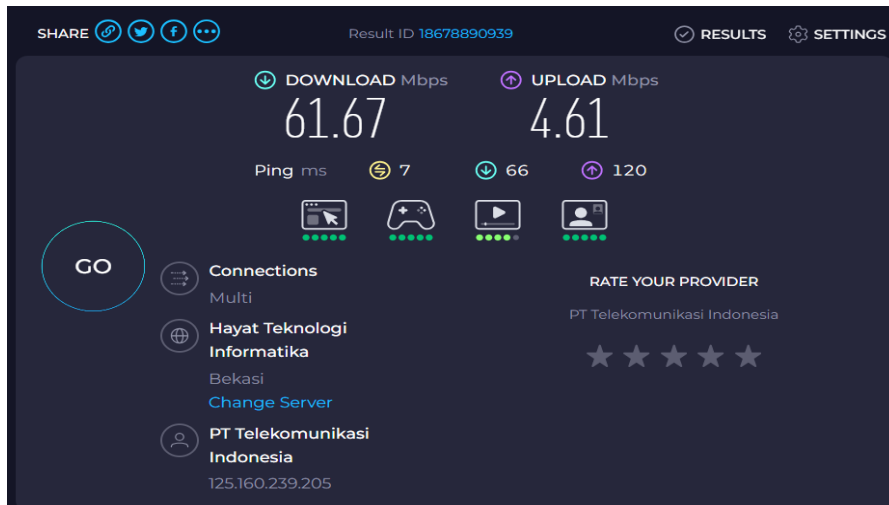 SHARE
Result ID 18678890939
RESULTS
SETTINGS
DOWNLOAD Mbps
UPLOAD Mbps
61.67
4.61
Ping ms 7 66 120
GO
Connections
Multi
Hayat Teknologi
Informatika
Bekasi
Change Server
PT Telekomunikasi
Indonesia
125.160.239.205
RATE YOUR PROVIDER
PT Telekomunikasi Indonesia